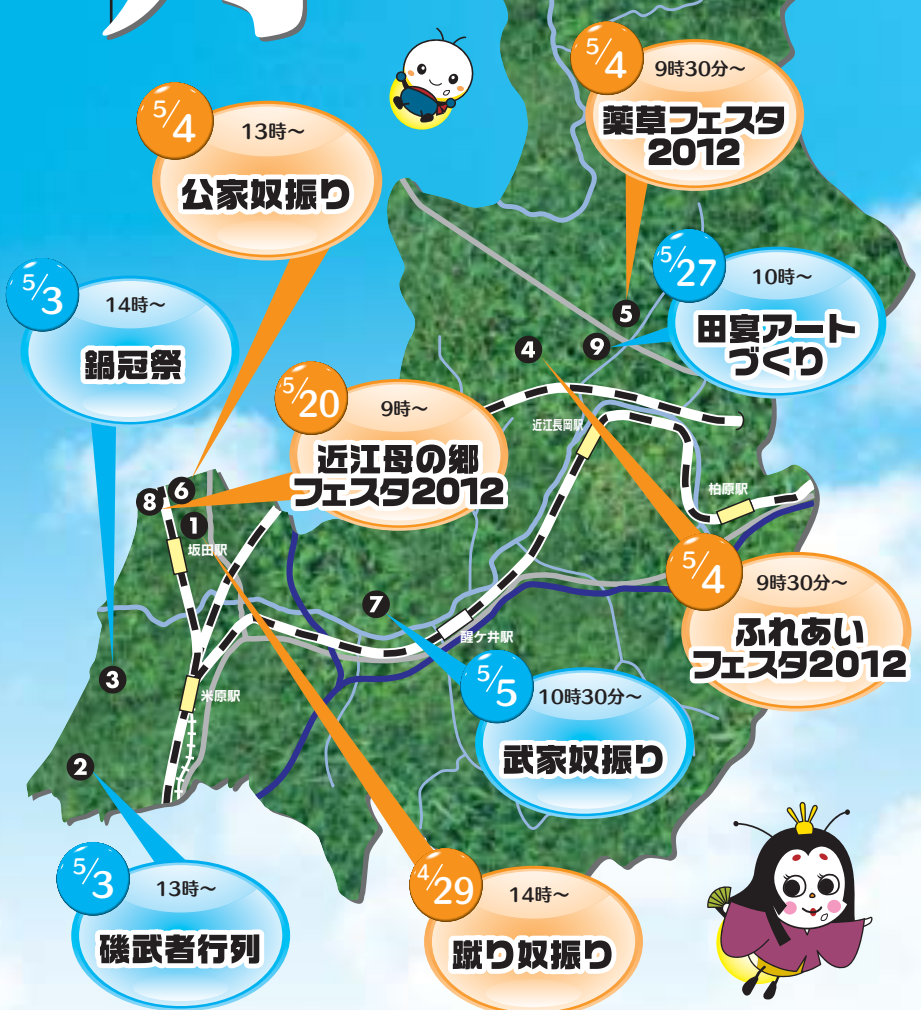 5/4
9時30分～
薬草フェスタ
2012
5/4
13時～
公家奴振り
5/27
10時～
田裏アート
づくり
5/3
14時～
鍋冠祭
5/20
9時～
近江母の郷
フェスタ2012
5
4
9
近江長岡駅
柏原駅
8
6
1
坂田駅
5/4
9時30分～
ふれあい
フェスタ2012
7
醒ケ井駅
3
米原駅
5/5
10時30分～
武家奴振り
2
5/3
13時～
磯武者行列
4/29
14時～
蹴り奴振り